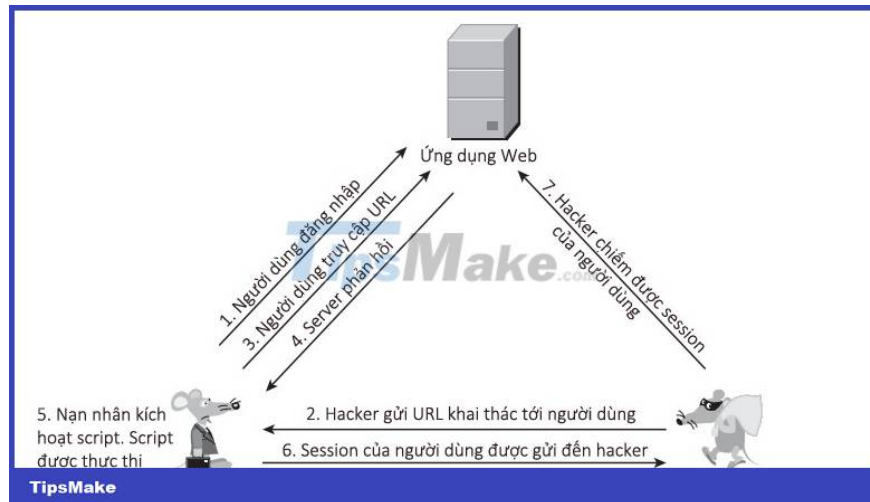 Ứng dụng Web
1. Người dùng đăng nhập
3. Người dùng truy cập URL
4. Server phản hồi
7. Hacker chiếm được session
của người dùng
TipsMake.com
5. Nạn nhân kích
hoạt script. Script
được thực thi
2. Hacker gửi URL khai thác tới người dùng
6. Session của người dùng được gửi đến hacker
TipsMake